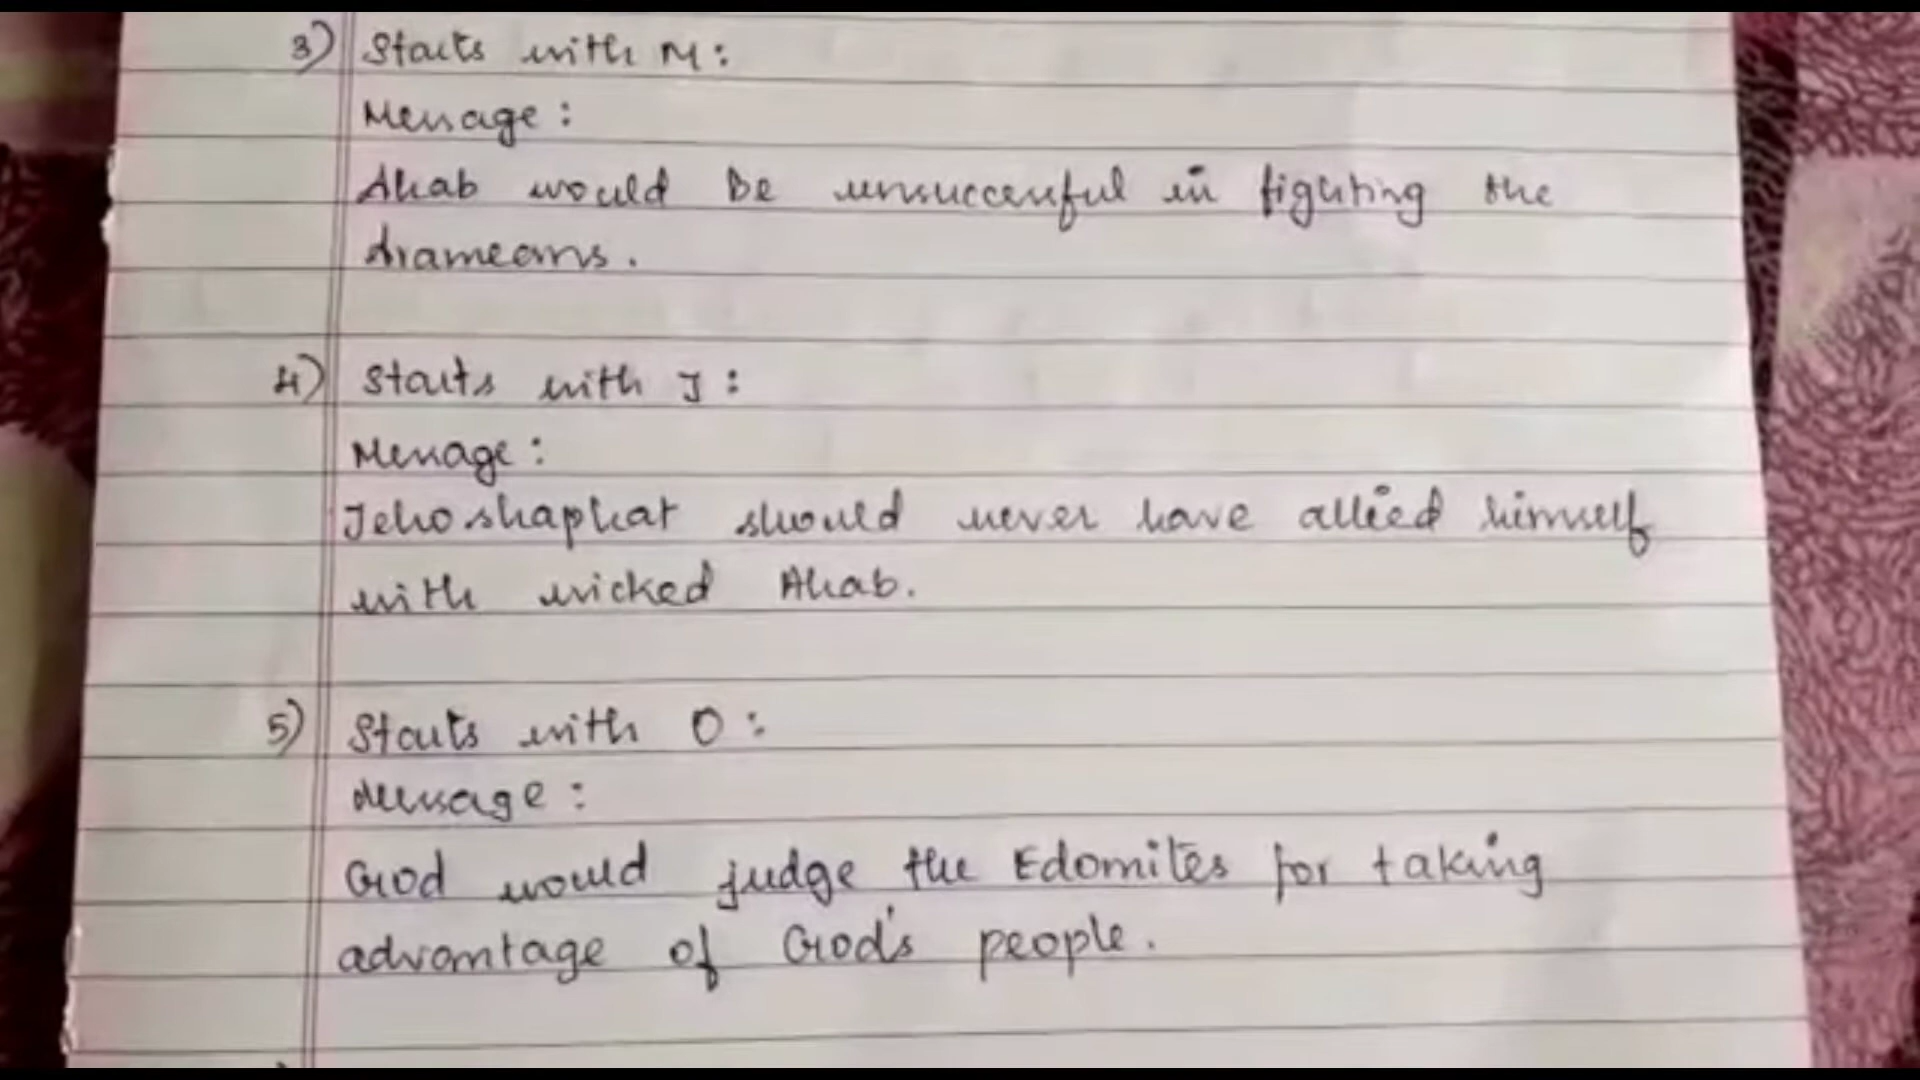 3) Starts with M:
Message:
Ahab would be unsuccessful in fighting the
Arameans.
4) Starts with J:
Message:
Jehoshaphat should never have allied himself
with wicked Ahab.
5) Starts with O:
Message:
God would judge the Edomites for taking
advantage of God's people.